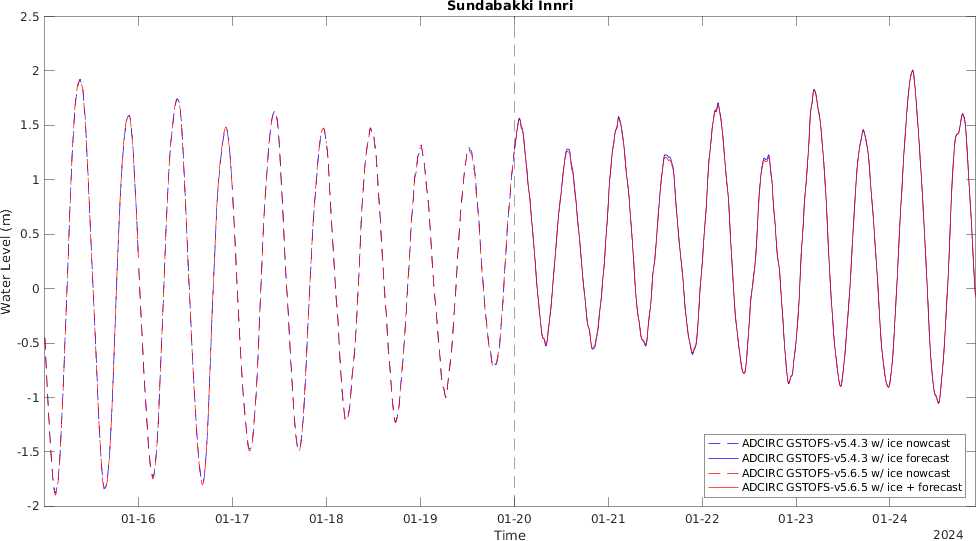 Sundabakki Innri
2.5
2
1.5
1
0.5
0
-0.5
-1
-1.5
-2
Water Level (m)
01-16
01-17
01-18
01-19
01-20
01-21
01-22
01-23
01-24
Time
2024
ADCIRC GSTOFS-v5.4.3 w/ ice nowcast
ADCIRC GSTOFS-v5.4.3 w/ ice forecast
ADCIRC GSTOFS-v5.6.5 w/ ice nowcast
ADCIRC GSTOFS-v5.6.5 w/ ice + forecast